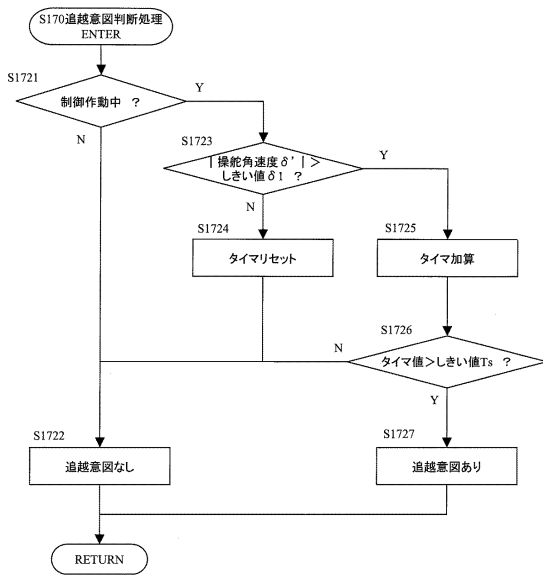 S170追越意図判断処理
ENTER
S1721
制御作動中 ?
Y
N
S1723
|操舵角速度δ'|>
しきい値δ1 ?
Y
N
S1724
タイマリセット
S1725
タイマ加算
S1726
タイマ値>しきい値Ts ?
N
Y
S1722
追越意図なし
S1727
追越意図あり
RETURN